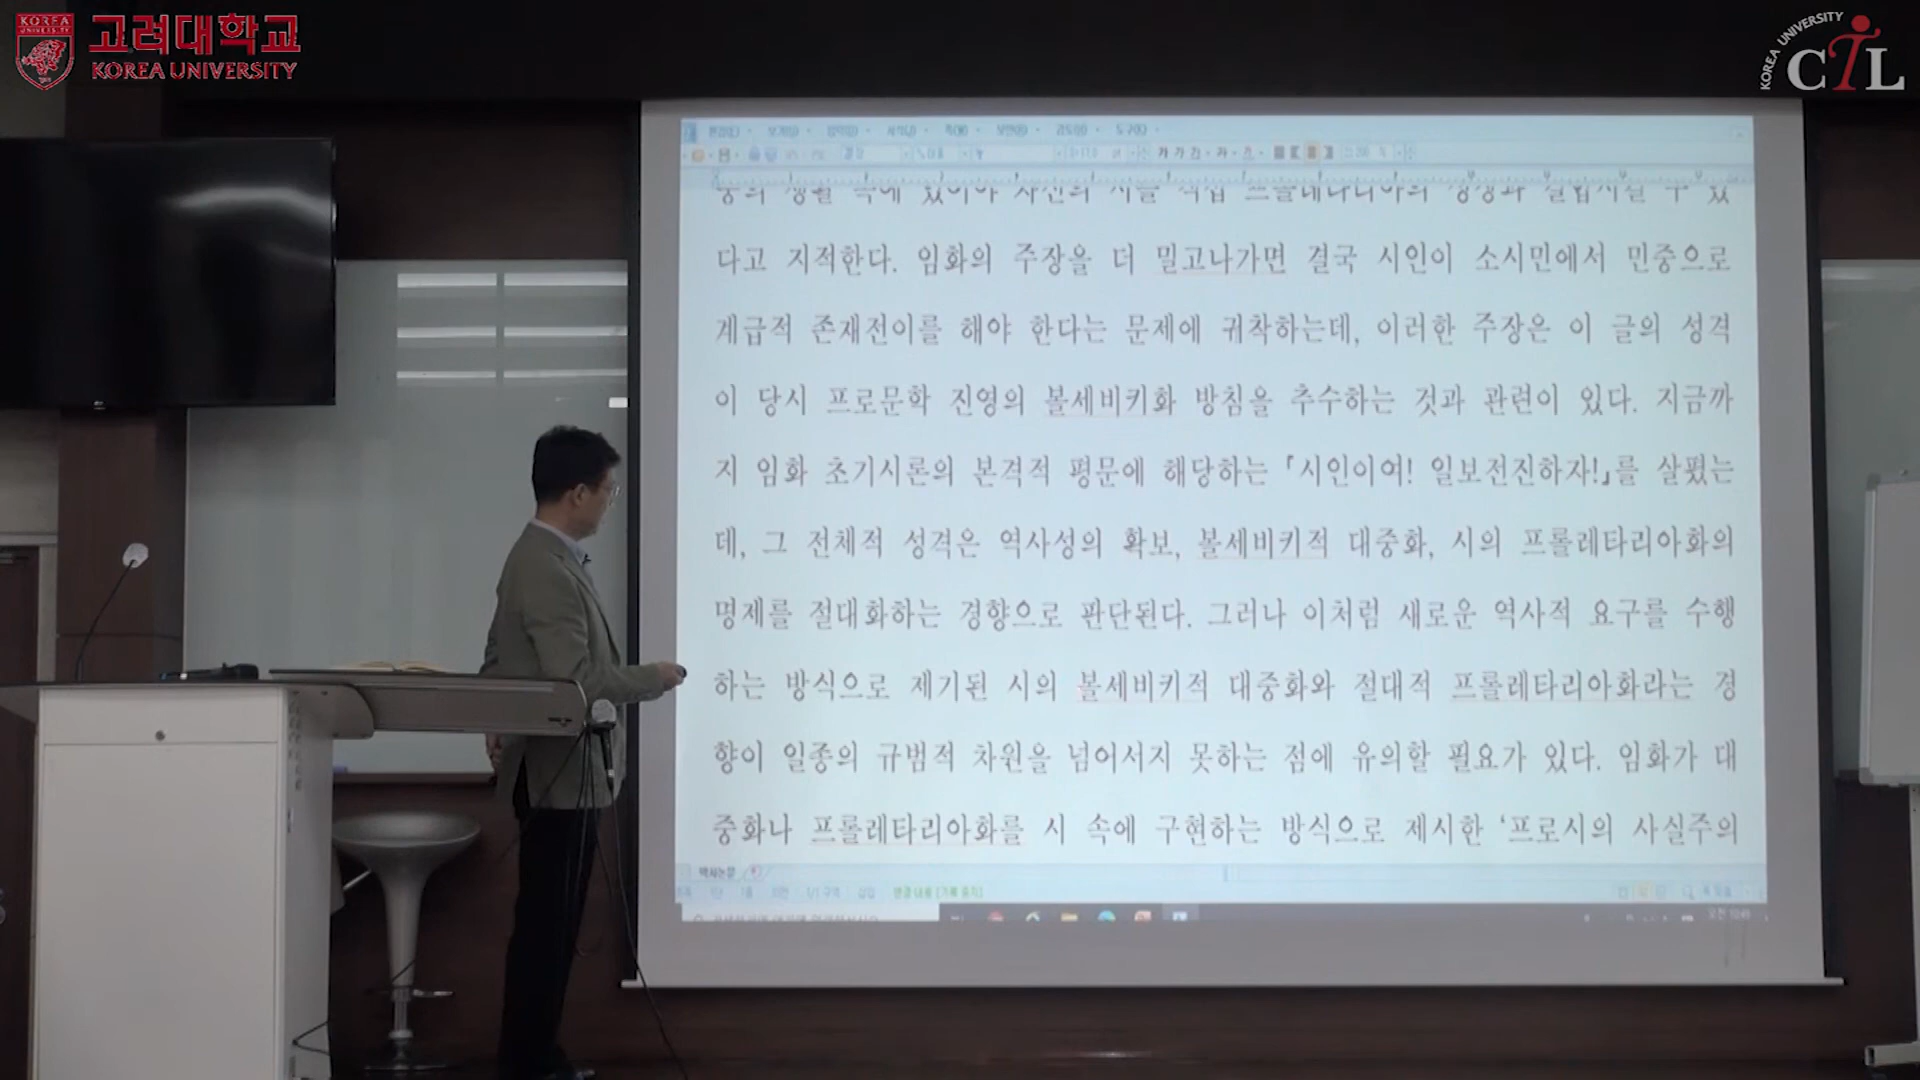 KOREA
UNIVERSITY
고려대학교
KOREA UNIVERSITY
KOREA UNIVERSITY
CTL
다고 지적한다. 임화의 주장을 더 밀고나가면 결국 시인이 소시민에서 민중으로
계급적 존재전이를 해야 한다는 문제에 귀착하는데, 이러한 주장은 이 글의 성격
이 당시 프로문학 진영의 볼세비키화 방침을 추수하는 것과 관련이 있다. 지금까
지 임화 초기시론의 본격적 평문에 해당하는 「시인이여! 일보전진하자!」를 살폈는
데, 그 전체적 성격은 역사성의 확보, 볼세비키적 대중화, 시의 프롤레타리아화의
명제를 절대화하는 경향으로 판단된다. 그러나 이처럼 새로운 역사적 요구를 수행
하는 방식으로 제기된 시의 볼세비키적 대중화와 절대적 프롤레타리아화라는 경
향이 일종의 규범적 차원을 넘어서지 못하는 점에 유의할 필요가 있다. 임화가 대
중화나 프롤레타리아화를 시 속에 구현하는 방식으로 제시한 '프로시의 사실주의